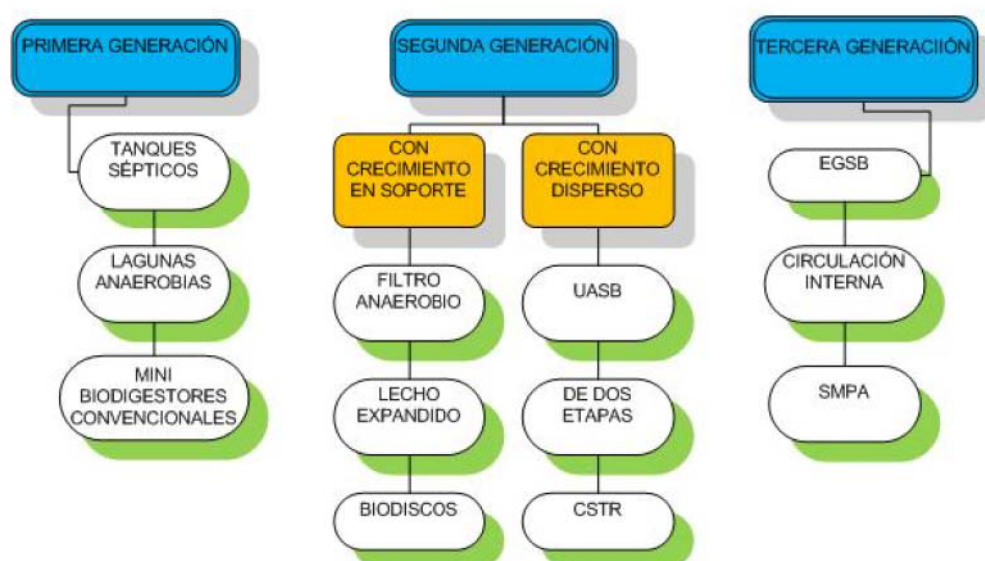 PRIMERA GENERACIÓN
TANQUES
SÉPTICOS
LAGUNAS
ANAEROBIAS
MINI
BIODIGESTORES
CONVENCIONALES
SEGUNDA GENERACIÓN
CON
CRECIMIENTO
EN SOPORTE
FILTRO
ANAEROBIO
LECHO
EXPANDIDO
BIODISCOS
CON
CRECIMIENTO
DISPERSO
UASB
DE DOS
ETAPAS
CSTR
TERCERA GENERACIIÓN
EGSB
CIRCULACIÓN
INTERNA
SMPA